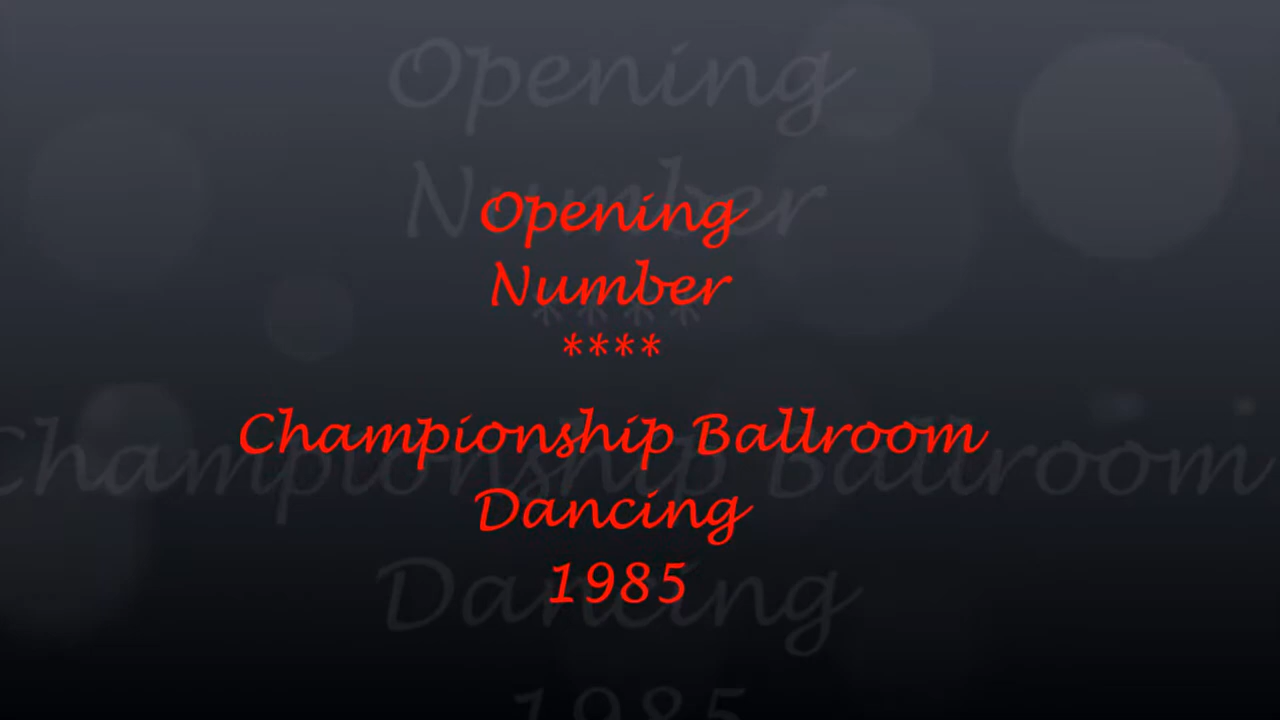 Opening
Number
****
Championship Ballroom
Dancing
1985